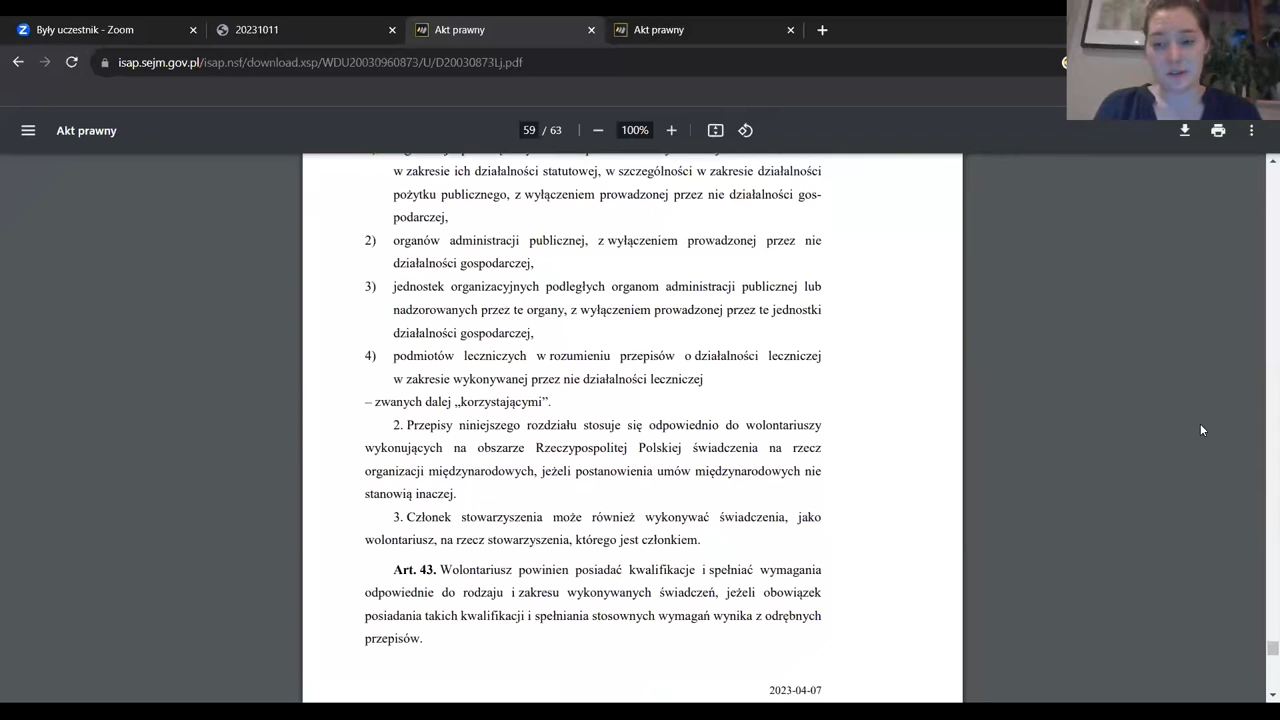 Były uczestnik - Zoom
20231011
Akt prawny
Akt prawny
isap.sejm.gov.pl/isap.nsf/download.xsp/WDU20030960873/U/D20030873Lj.pdf
Akt prawny
59 / 63
100%
w zakresie ich działalności statutowej, w szczególności w zakresie działalności
pożytku publicznego, z wyłączeniem prowadzonej przez nie działalności gos-
podarczej,
2) organów administracji publicznej, z wyłączeniem prowadzonej przez nie
działalności gospodarczej,
3) jednostek organizacyjnych podległych organom administracji publicznej lub
nadzorowanych przez te organy, z wyłączeniem prowadzonej przez te jednostki
działalności gospodarczej,
4) podmiotów leczniczych w rozumieniu przepisów o działalności leczniczej
w zakresie wykonywanej przez nie działalności leczniczej
– zwanych dalej „korzystającymi”.
2. Przepisy niniejszego rozdziału stosuje się odpowiednio do wolontariuszy
wykonujących na obszarze Rzeczypospolitej Polskiej świadczenia na rzecz
organizacji międzynarodowych, jeżeli postanowienia umów międzynarodowych nie
stanowią inaczej.
3. Członek stowarzyszenia może również wykonywać świadczenia, jako
wolontariusz, na rzecz stowarzyszenia, którego jest członkiem.
Art. 43. Wolontariusz powinien posiadać kwalifikacje i spełniać wymagania
odpowiednie do rodzaju i zakresu wykonywanych świadczeń, jeżeli obowiązek
posiadania takich kwalifikacji i spełniania stosownych wymagań wynika z odrębnych
przepisów.
2023-04-07